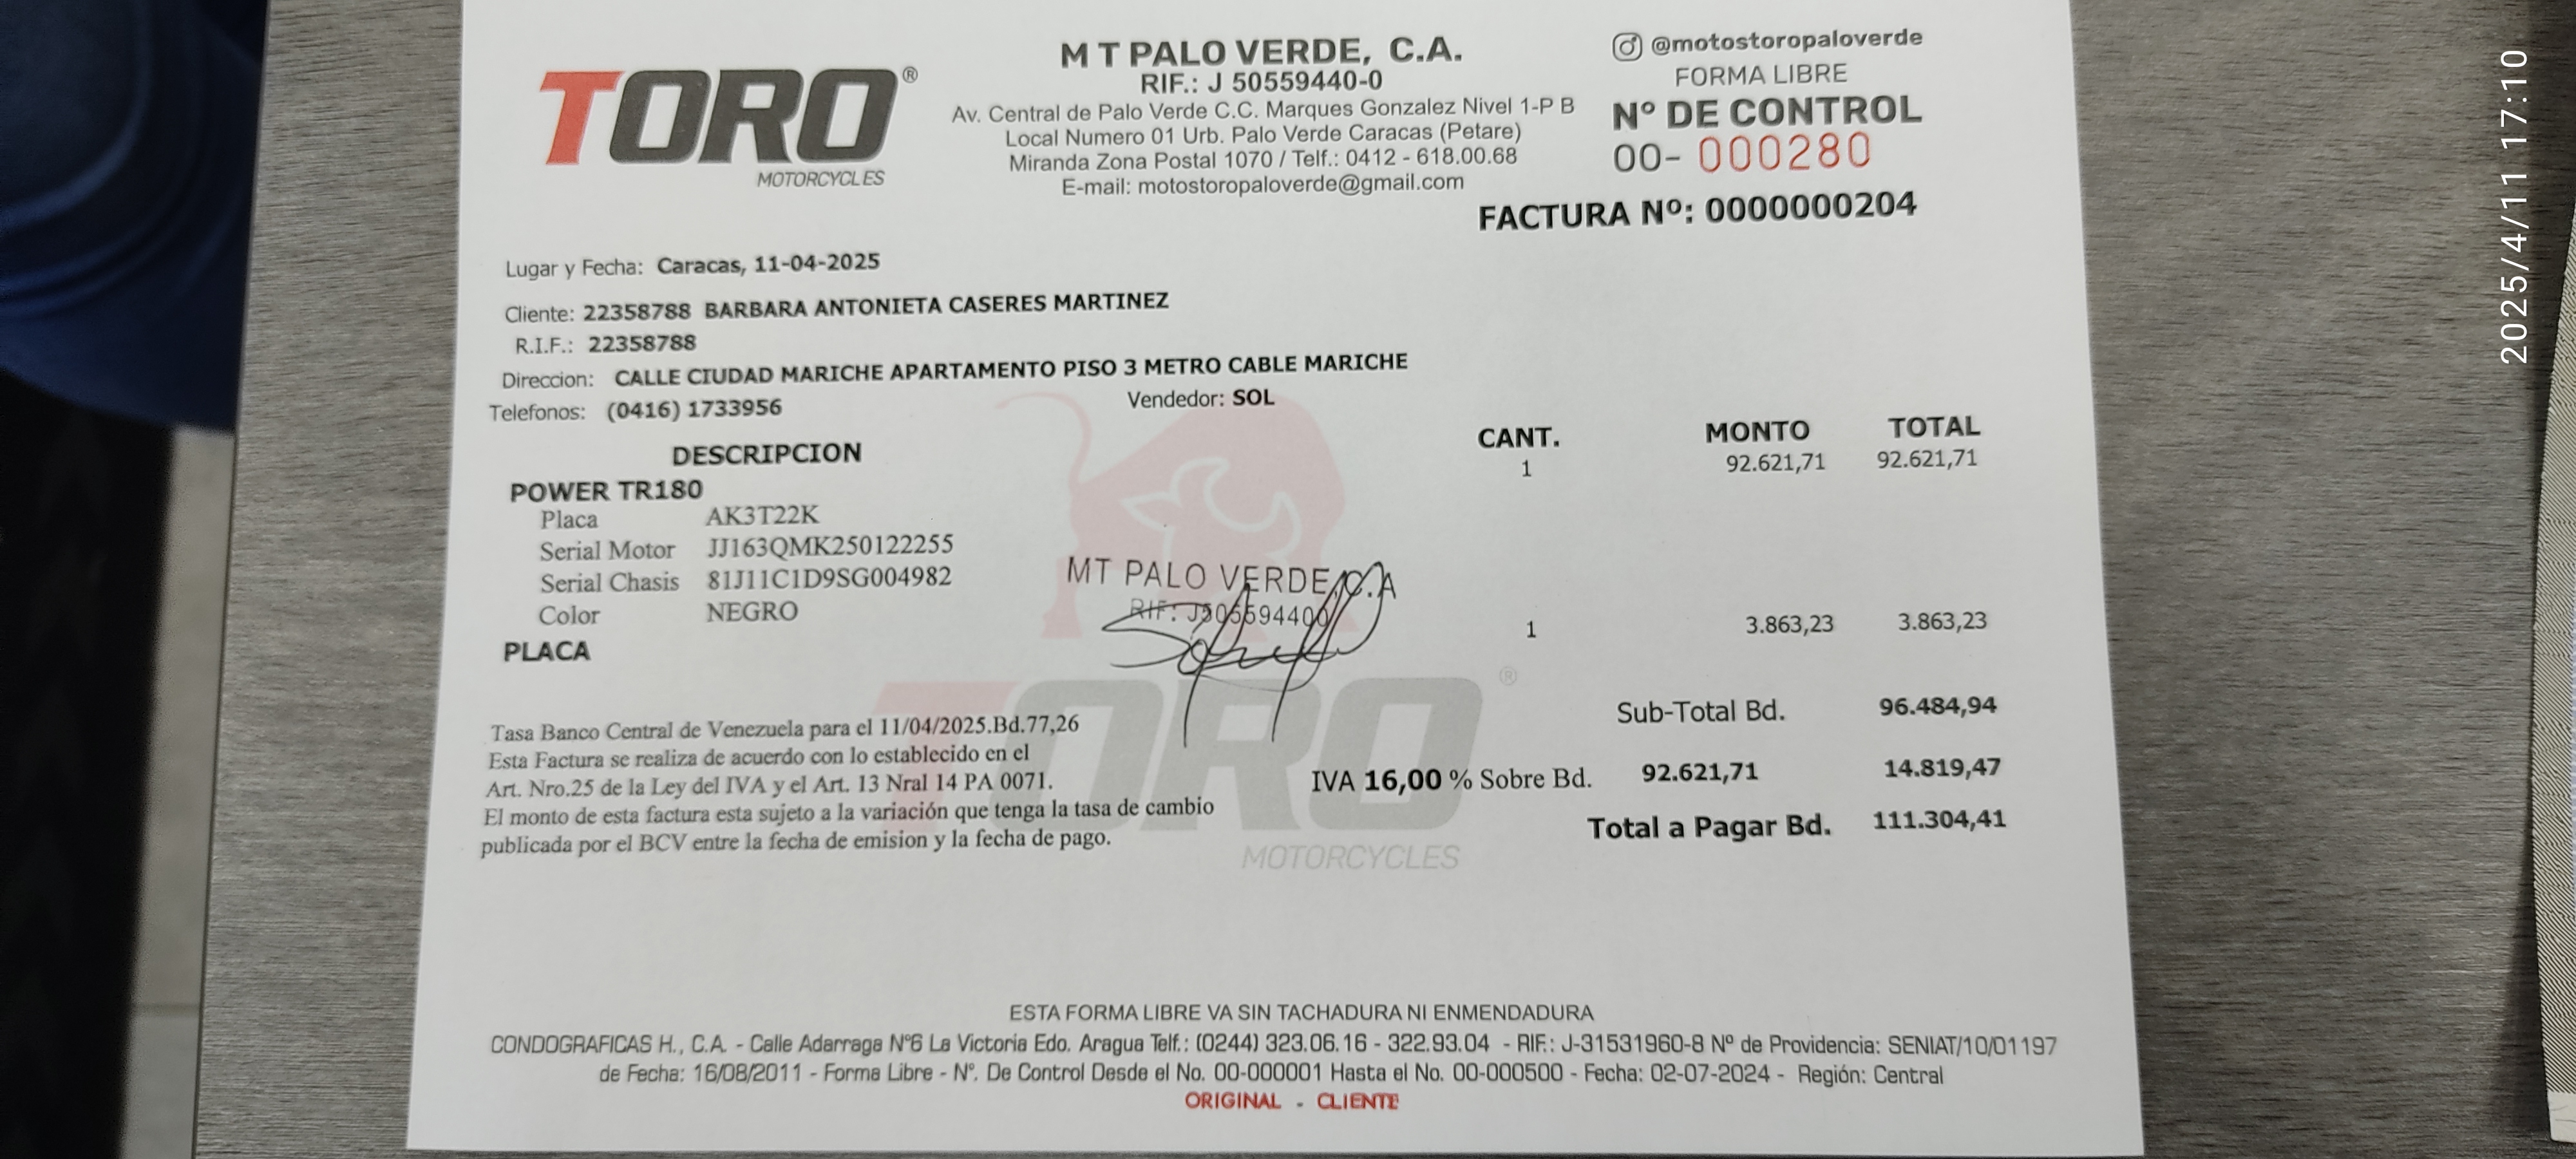 TORO®
MOTORCYCLES
M T PALO VERDE, C.A.
RIF.: J 50559440-0
Av. Central de Palo Verde C.C. Marques Gonzalez Nivel 1-P B
Local Numero 01 Urb. Palo Verde Caracas (Petare)
Miranda Zona Postal 1070 / Telf.: 0412 - 618.00.68
E-mail: motostoropaloverde@gmail.com
@motostoropaloverde
FORMA LIBRE
Nº DE CONTROL
00- 000280
FACTURA Nº: 0000000204
Lugar y Fecha: Caracas, 11-04-2025
Cliente: 22358788 BARBARA ANTONIETA CASERES MARTINEZ
R.I.F.: 22358788
Direccion: CALLE CIUDAD MARICHE APARTAMENTO PISO 3 METRO CABLE MARICHE
Telefonos: (0416) 1733956 Vendedor: SOL
DESCRIPCION CANT. MONTO TOTAL
POWER TR180 1 92.621,71 92.621,71
Placa AK3T22K
Serial Motor JJ163QMK250122255
Serial Chasis 81J11C1D9SG004982
Color NEGRO
PLACA 1 3.863,23 3.863,23
MT PALO VERDE, C.A
RIF: J505594400
TORO®
MOTORCYCLES
Tasa Banco Central de Venezuela para el 11/04/2025.Bd.77,26
Esta Factura se realiza de acuerdo con lo establecido en el
Art. Nro.25 de la Ley del IVA y el Art. 13 Nral 14 PA 0071.
El monto de esta factura esta sujeto a la variación que tenga la tasa de cambio
publicada por el BCV entre la fecha de emision y la fecha de pago.
Sub-Total Bd. 96.484,94
IVA 16,00 % Sobre Bd. 92.621,71 14.819,47
Total a Pagar Bd. 111.304,41
ESTA FORMA LIBRE VA SIN TACHADURA NI ENMENDADURA
CONDOGRAFICAS H., C.A. - Calle Adarraga N°6 La Victoria Edo. Aragua Telf.: (0244) 323.06.16 - 322.93.04 - RIF.: J-31531960-8 Nº de Providencia: SENIAT/10/01197
de Fecha: 16/08/2011 - Forma Libre - N°. De Control Desde el No. 00-000001 Hasta el No. 00-000500 - Fecha: 02-07-2024 - Región: Central
ORIGINAL - CLIENTE
2025/4/11 17:10